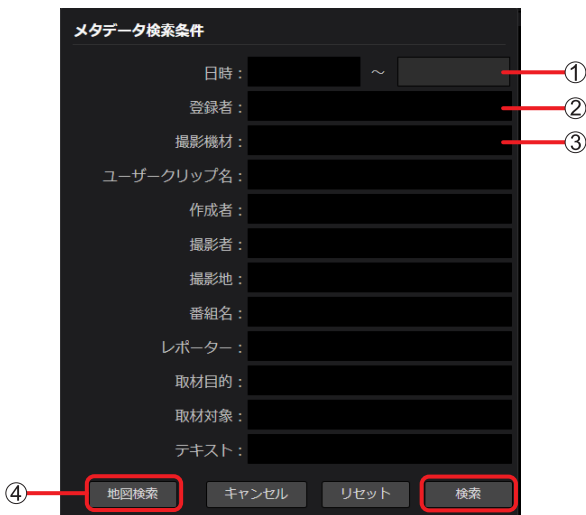 メタデータ検索条件
日時: ～ ①
登録者: ②
撮影機材: ③
ユーザークリップ名:
作成者:
撮影者:
撮影地:
番組名:
レポーター:
取材目的:
取材対象:
テキスト:
④ 地図検索 キャンセル リセット 検索